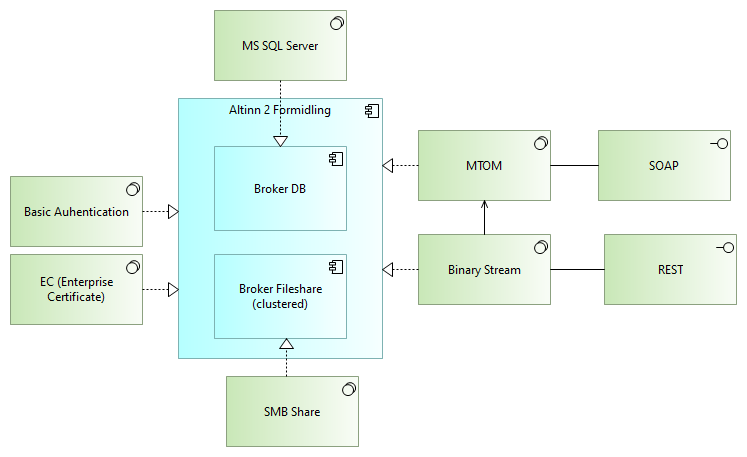 MS SQL Server
Altinn 2 Formidling
Broker DB
MTOM
SOAP
Basic Auhentication
EC (Enterprise
Certificate)
Broker Fileshare
(clustered)
Binary Stream
REST
SMB Share